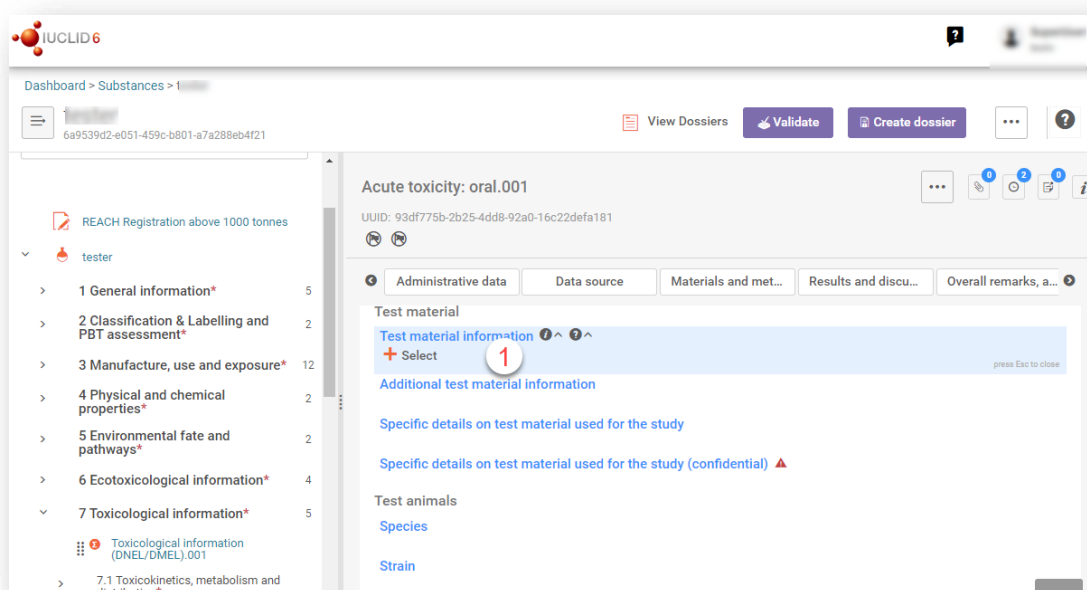 IUCLID 6
Dashboard > Substances > t
6a9539d2-e051-459c-b801-a7a288eb4f21
View Dossiers
Validate
Create dossier
REACH Registration above 1000 tonnes
tester
1 General information* 5
2 Classification & Labelling and
PBT assessment* 2
3 Manufacture, use and exposure* 12
4 Physical and chemical
properties* 2
5 Environmental fate and
pathways* 2
6 Ecotoxicological information* 4
7 Toxicological information* 5
Toxicological information
(DNEL/DMEL).001
7.1 Toxicokinetics, metabolism and
Acute toxicity: oral.001
0 2 0
UUID: 93df775b-2b25-4dd8-92a0-16c22defa181
Administrative data
Data source
Materials and met...
Results and discu...
Overall remarks, a...
Test material
Test material information
Select
1
press Esc to close
Additional test material information
Specific details on test material used for the study
Specific details on test material used for the study (confidential)
Test animals
Species
Strain